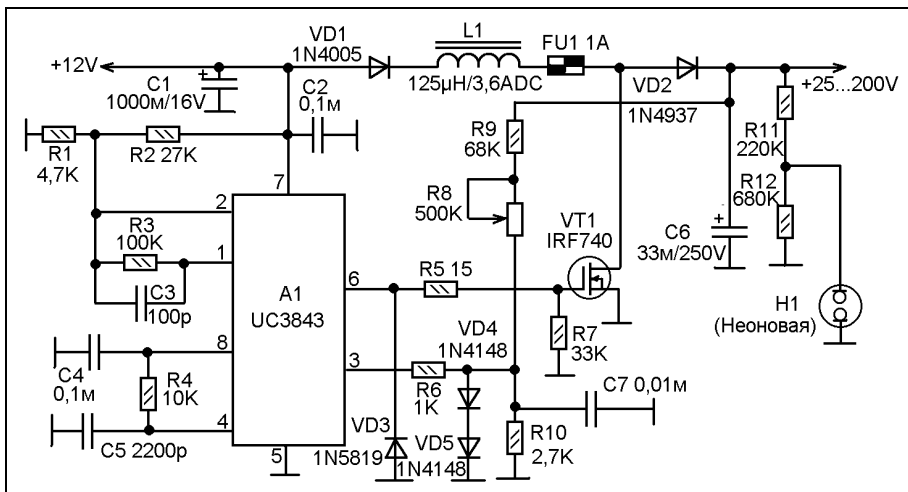 VD1
1N4005
L1
FU1 1A
+12V
125µH/3,6ADC
VD2
1N4937
+25...200V
C1
1000м/16V
C2
0,1м
R1
4,7K
R2 27K
R9
68K
R11
220K
7
R8
500K
R12
680K
2
R3
100K
1
VT1
IRF740
C6
33м/250V
+
+
C3
100p
A1
UC3843
6
R5 15
H1
(Неоновая)
8
VD4
1N4148
R7
33K
C4
0,1м
R4
10K
3
R6
1K
C7 0,01м
4
VD3
C5 2200p
5
1N5819
VD5
1N4148
R10
2,7K